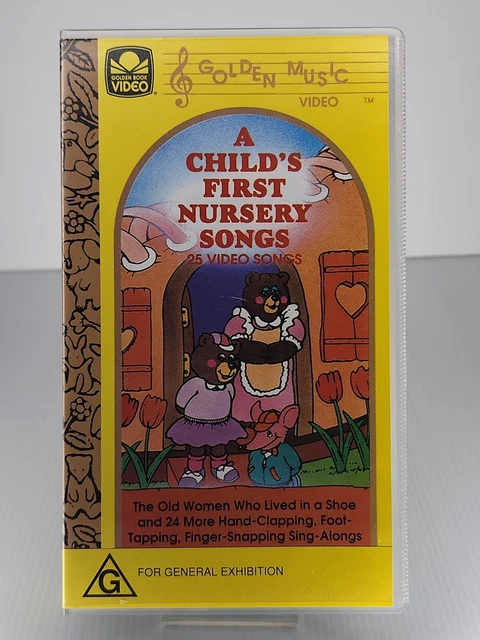 GOLDEN BOOK
VIDEO
GOLDEN MUSIC
VIDEO ™
A
CHILD'S
FIRST
NURSERY
SONGS
25 VIDEO SONGS
The Old Women Who Lived in a Shoe
and 24 More Hand-Clapping, Foot-
Tapping, Finger-Snapping Sing-Alongs
G
FOR GENERAL EXHIBITION